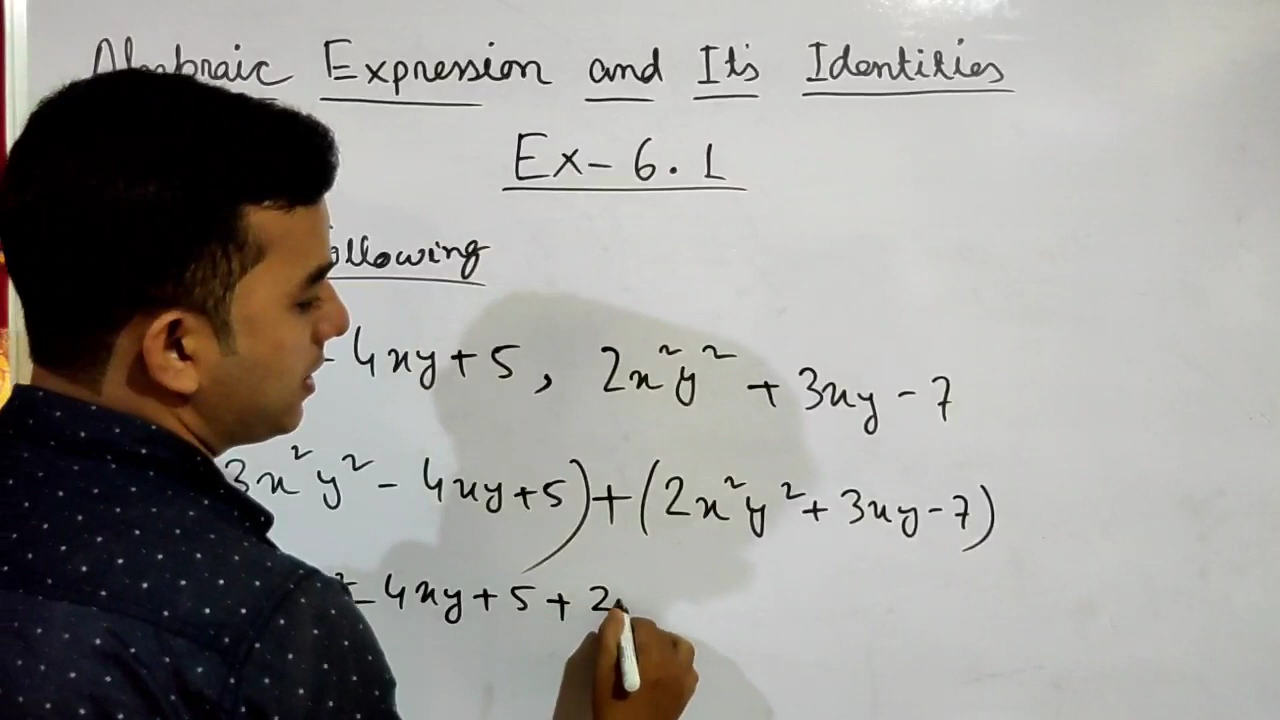 Algebraic Expression and Its Identities
Ex-6.1
- 4xy + 5, 2x²y² + 3xy - 7
3x²y² - 4xy + 5) + (2x²y² + 3xy - 7)
² - 4xy + 5 + 2